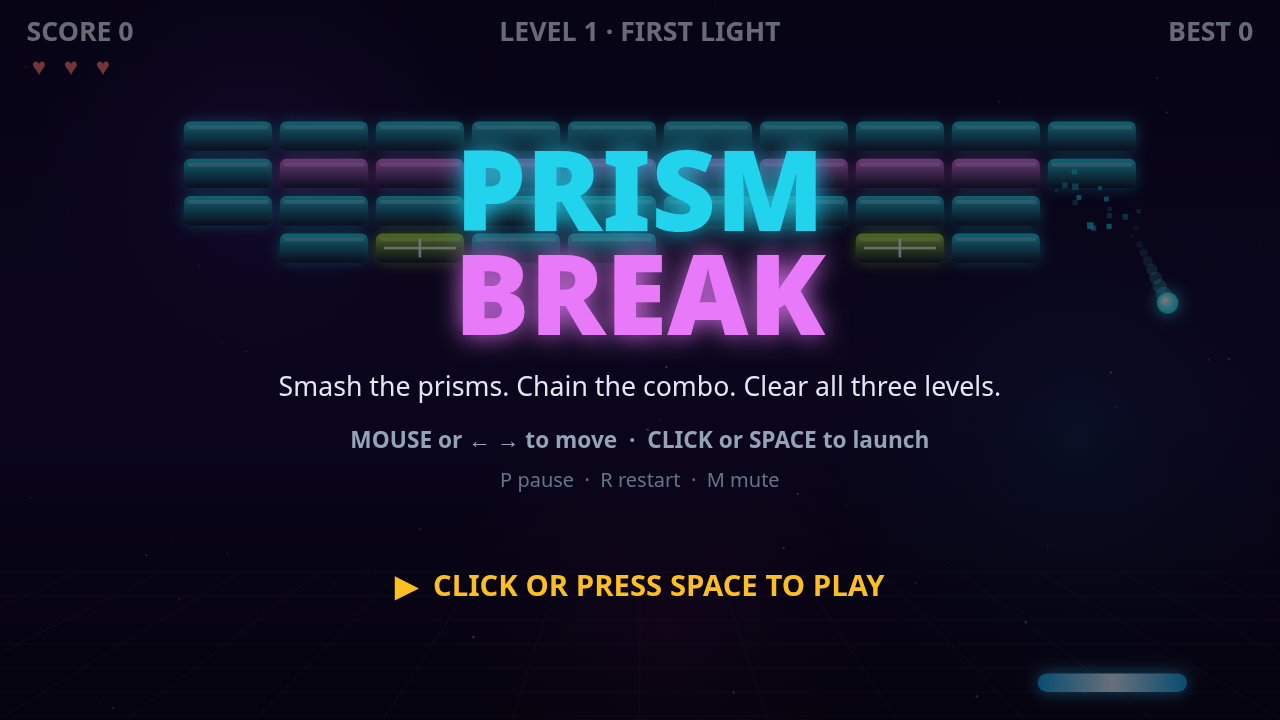 SCORE 0
LEVEL 1 · FIRST LIGHT
BEST 0
♥ ♥ ♥
PRISM
BREAK
Smash the prisms. Chain the combo. Clear all three levels.
MOUSE or ← → to move · CLICK or SPACE to launch
P pause · R restart · M mute
▶ CLICK OR PRESS SPACE TO PLAY